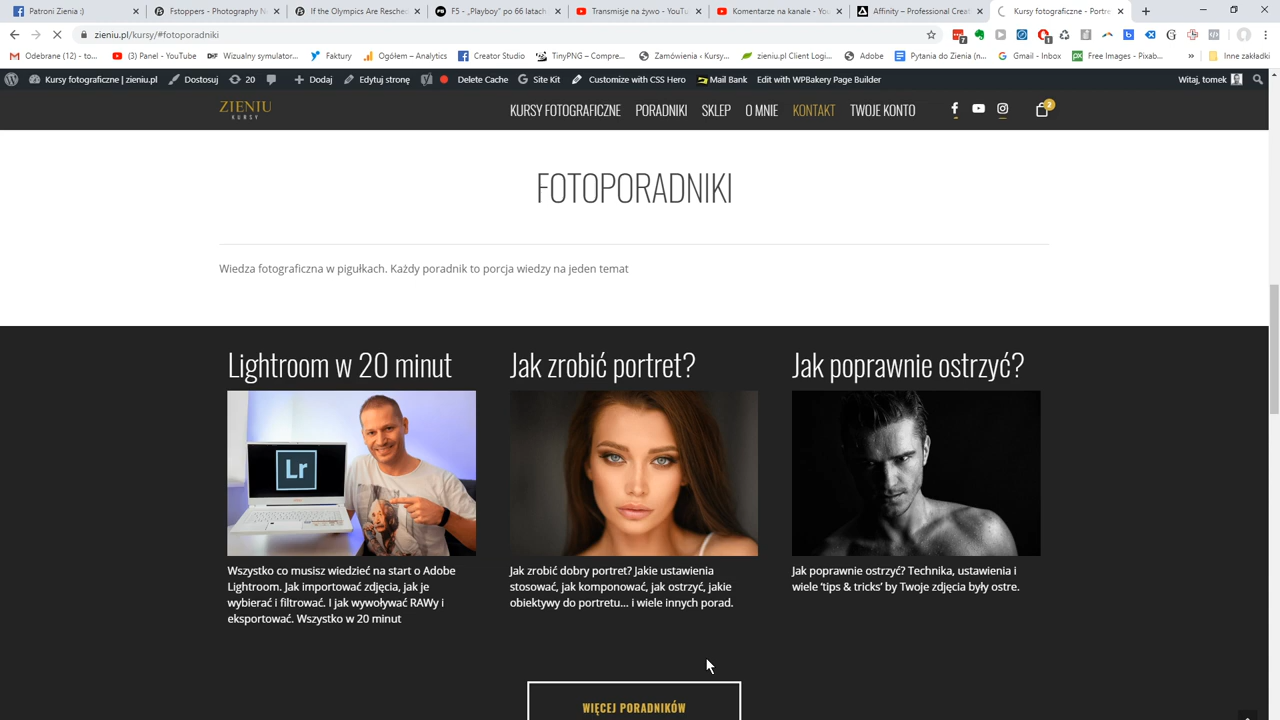 Patroni Zienia :)
Fstoppers - Photography N
If the Olympics Are Resches
F5 - „Playboy” po 66 latach
Transmisje na żywo - YouTu
Komentarze na kanale - You
Affinity – Professional Creat
Kursy fotograficzne - Portre
zieniu.pl/kursy/#fotoporadniki
Odebrane (12) - to...
(3) Panel - YouTube
Wizualny symulator...
Faktury
Ogółem – Analytics
Creator Studio
TinyPNG – Compre...
Zamówienia ‹ Kursy...
zieniu.pl Client Logi...
Adobe
Pytania do Zienia (n...
Gmail - Inbox
Free Images - Pixab...
»
Inne zakładki
Kursy fotograficzne | zieniu.pl
Dostosuj
20
Dodaj
Edytuj stronę
Delete Cache
Site Kit
Customize with CSS Hero
Mail Bank
Edit with WPBakery Page Builder
Witaj, tomek
ZIENIU
KURSY
KURSY FOTOGRAFICZNE
PORADNIKI
SKLEP
O MNIE
KONTAKT
TWOJE KONTO
2
FOTOPORADNIKI
Wiedza fotograficzna w pigułkach. Każdy poradnik to porcja wiedzy na jeden temat
Lightroom w 20 minut
Lr
Wszystko co musisz wiedzieć na start o Adobe
Lightroom. Jak importować zdjęcia, jak je
wybierać i filtrować. I jak wywoływać RAWy i
eksportować. Wszystko w 20 minut
Jak zrobić portret?
Jak zrobić dobry portret? Jakie ustawienia
stosować, jak komponować, jak ostrzyć, jakie
obiektywy do portretu... i wiele innych porad.
Jak poprawnie ostrzyć?
Jak poprawnie ostrzyć? Technika, ustawienia i
wiele ‘tips & tricks’ by Twoje zdjęcia były ostre.
WIĘCEJ PORADNIKÓW